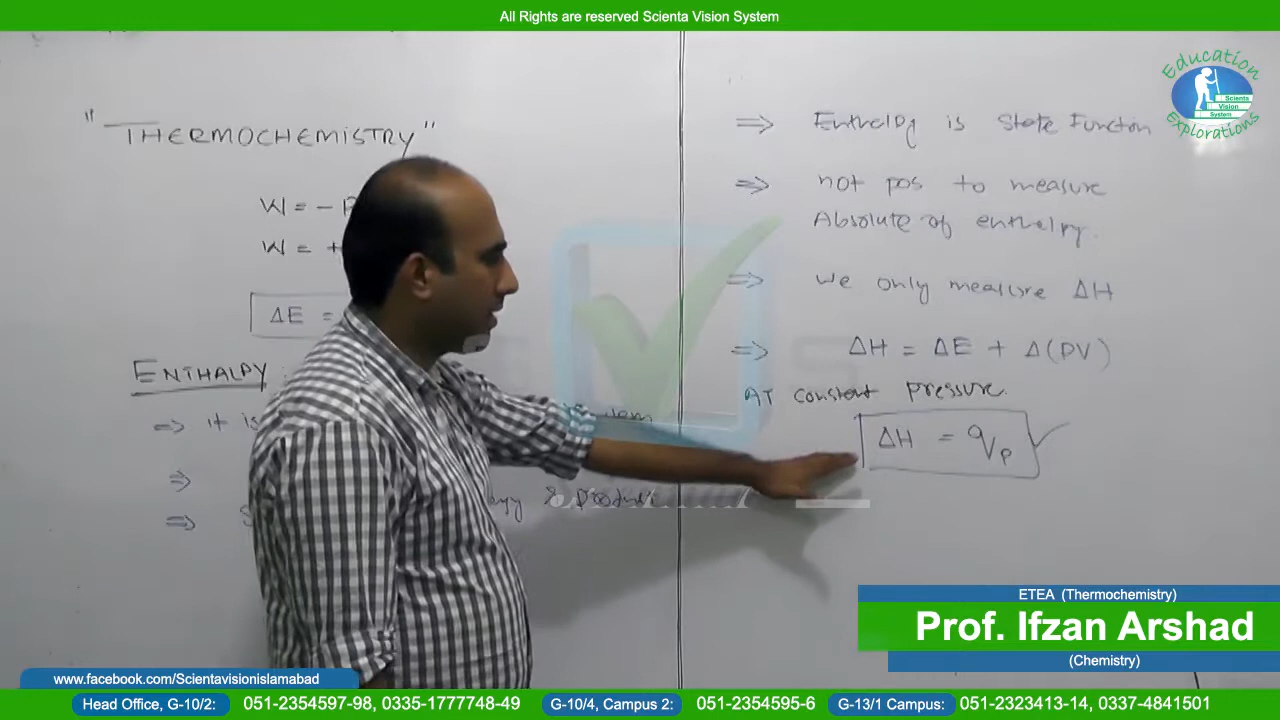 All Rights are reserved Scienta Vision System
Education
Scienta
Vision
System
Explorations
"THERMOCHEMISTRY"
W = - P
W = +
ΔE =
ENTHALPY :
⇒ it is
⇒
⇒ S
⇒ Enthalpy is State Function
⇒ not pos to measure
Absolute of enthalpy.
⇒ We only measure ΔH
⇒ ΔH = ΔE + Δ(PV)
AT constant pressure.
ΔH = qp ✓
ETEA (Thermochemistry)
Prof. Ifzan Arshad
(Chemistry)
www.facebook.com/Scientavisionislamabad
Head Office, G-10/2: 051-2354597-98, 0335-1777748-49 G-10/4, Campus 2: 051-2354595-6 G-13/1 Campus: 051-2323413-14, 0337-4841501